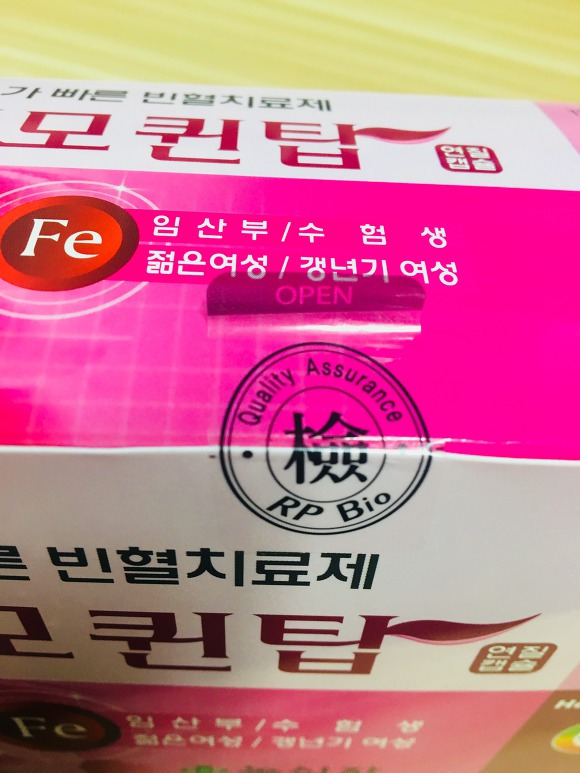 가 빠른 빈혈치료제
모퀸탑
연질
캡슐
Fe
임산부/수험생
젊은여성/갱년기 여성
OPEN
Quality Assurance
檢
RP Bio
른 빈혈치료제
모퀸탑
연질
캡슐
Fe
임산부/수험생
젊은여성/갱년기 여성